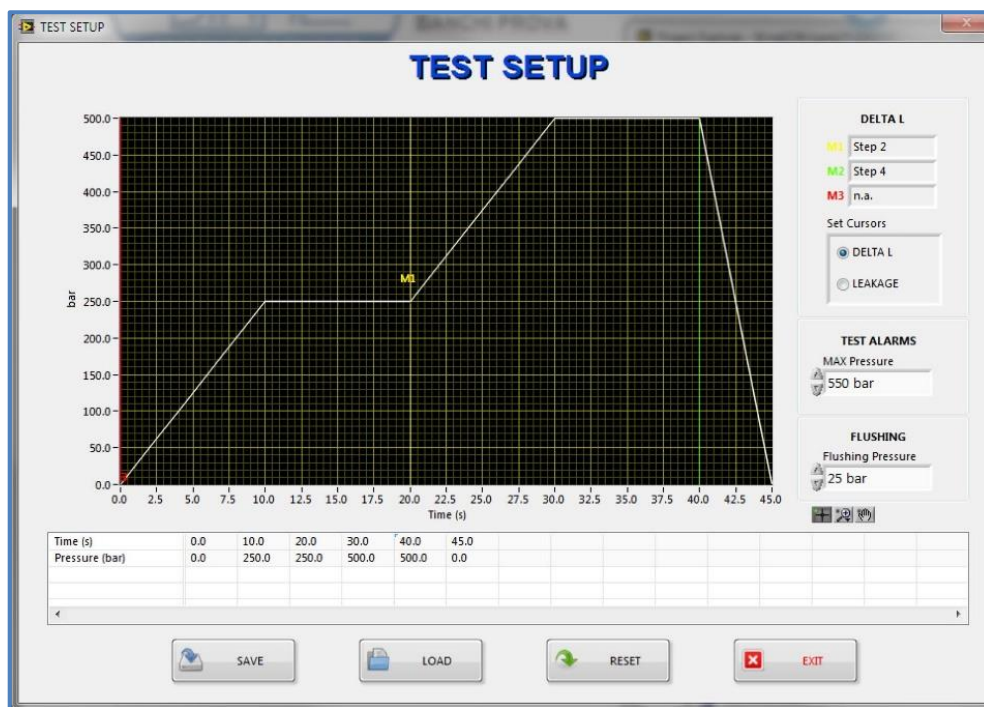 TEST SETUP
BANCHI PROVA
TEST SETUP
DELTA L
M1 Step 2
M2 Step 4
M3 n.a.
Set Cursors
DELTA L
LEAKAGE
TEST ALARMS
MAX Pressure
550 bar
FLUSHING
Flushing Pressure
25 bar
500.0
450.0
400.0
350.0
300.0
250.0
200.0
150.0
100.0
50.0
0.0
bar
M1
0.0 2.5 5.0 7.5 10.0 12.5 15.0 17.5 20.0 22.5 25.0 27.5 30.0 32.5 35.0 37.5 40.0 42.5 45.0
Time (s)
Time (s) 0.0 10.0 20.0 30.0 40.0 45.0
Pressure (bar) 0.0 250.0 250.0 500.0 500.0 0.0
SAVE LOAD RESET EXIT